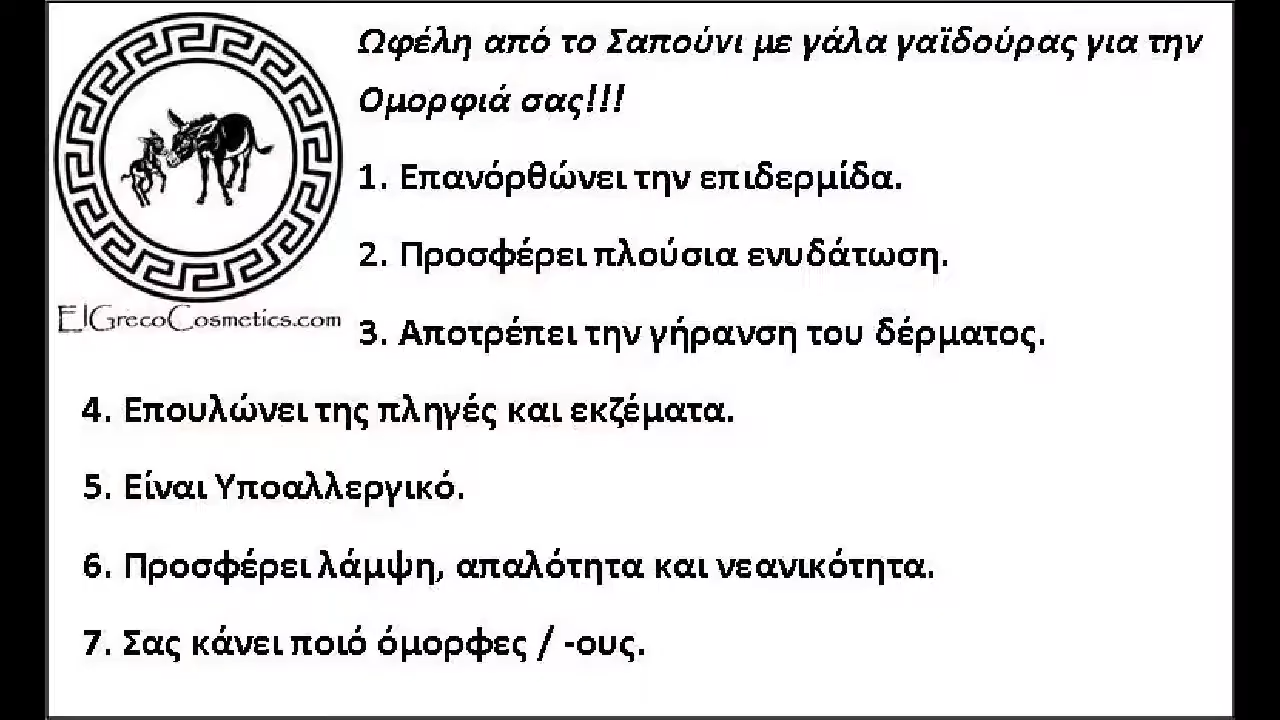 Ωφέλη από το Σαπούνι με γάλα γαϊδούρας για την
Ομορφιά σας!!!
1. Επανόρθώνει την επιδερμίδα.
2. Προσφέρει πλούσια ενυδάτωση.
ElGrecoCosmetics.com
3. Αποτρέπει την γήρανση του δέρματος.
4. Επουλώνει της πληγές και εκζέματα.
5. Είναι Υποαλλεργικό.
6. Προσφέρει λάμψη, απαλότητα και νεανικότητα.
7. Σας κάνει ποιό όμορφες / -ους.